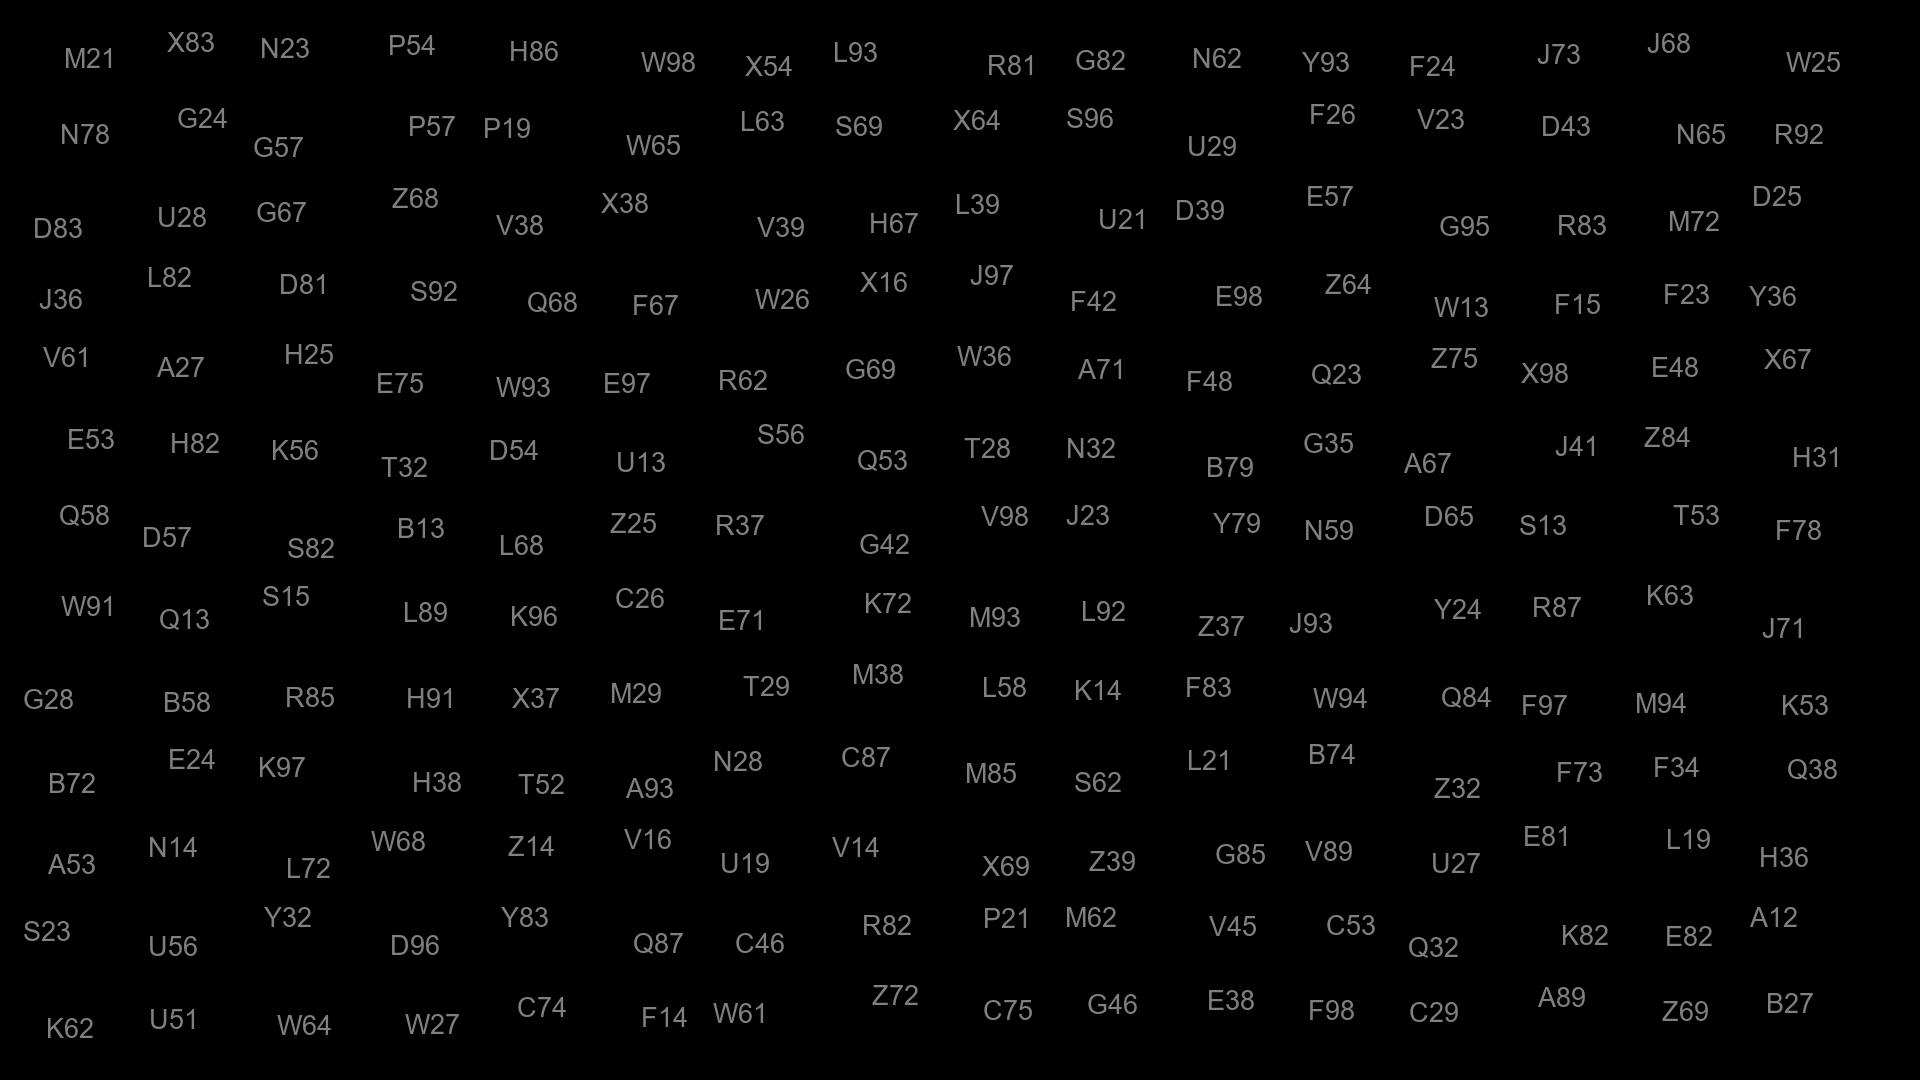 M21 X83 N23 P54 H86 W98 X54 L93 R81 G82 N62 Y93 F24 J73 J68 W25
N78 G24 G57 P57 P19 W65 L63 S69 X64 S96 U29 F26 V23 D43 N65 R92
D83 U28 G67 Z68 V38 X38 V39 H67 L39 U21 D39 E57 G95 R83 M72 D25
J36 L82 D81 S92 Q68 F67 W26 X16 J97 F42 E98 Z64 W13 F15 F23 Y36
V61 A27 H25 E75 W93 E97 R62 G69 W36 A71 F48 Q23 Z75 X98 E48 X67
E53 H82 K56 T32 D54 U13 S56 Q53 T28 N32 B79 G35 A67 J41 Z84 H31
Q58 D57 S82 B13 L68 Z25 R37 G42 V98 J23 Y79 N59 D65 S13 T53 F78
W91 Q13 S15 L89 K96 C26 E71 K72 M93 L92 Z37 J93 Y24 R87 K63 J71
G28 B58 R85 H91 X37 M29 T29 M38 L58 K14 F83 W94 Q84 F97 M94 K53
B72 E24 K97 H38 T52 A93 N28 C87 M85 S62 L21 B74 Z32 F73 F34 Q38
A53 N14 L72 W68 Z14 V16 U19 V14 X69 Z39 G85 V89 U27 E81 L19 H36
S23 U56 Y32 D96 Y83 Q87 C46 R82 P21 M62 V45 C53 Q32 K82 E82 A12
K62 U51 W64 W27 C74 F14 W61 Z72 C75 G46 E38 F98 C29 A89 Z69 B27